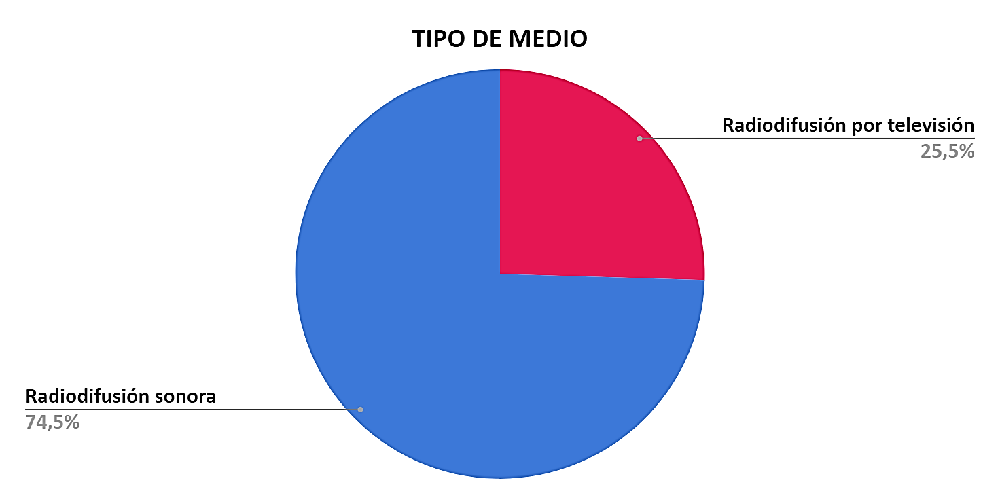 TIPO DE MEDIO
Radiodifusión por televisión
25,5%
Radiodifusión sonora
74,5%